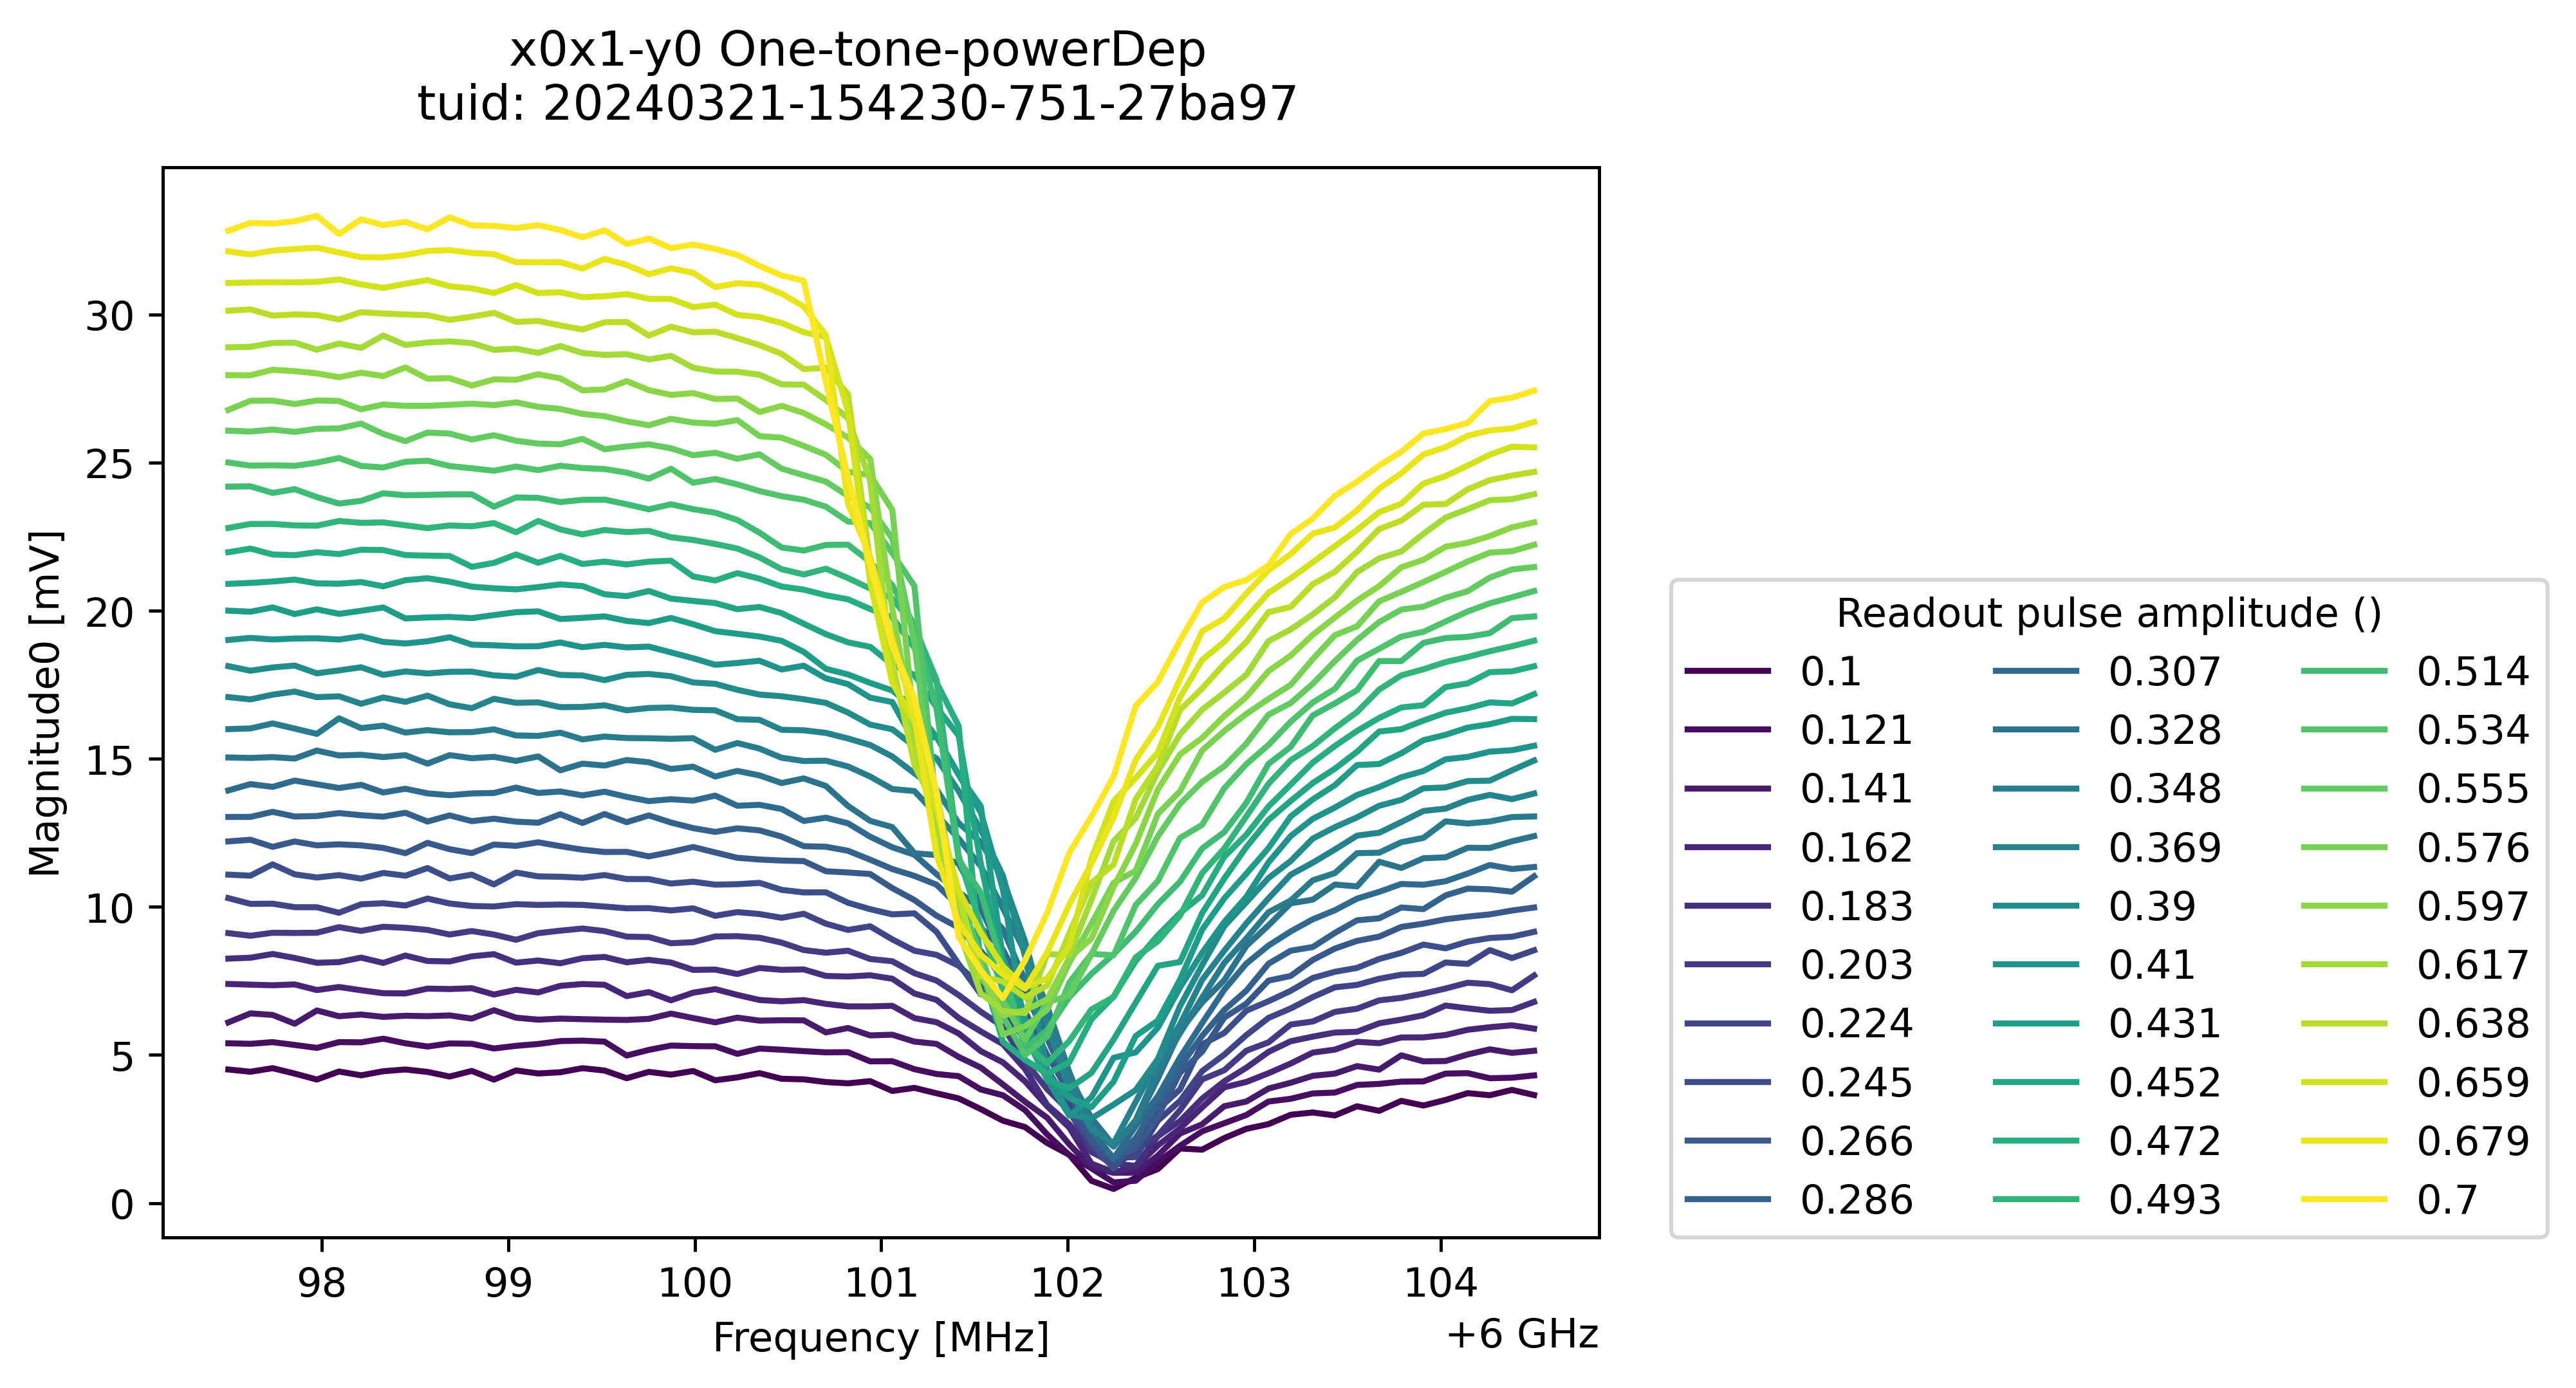 x0x1-y0 One-tone-powerDep
tuid: 20240321-154230-751-27ba97
Magnitude0 [mV]
30
25
20
15
10
5
0
98 99 100 101 102 103 104
Frequency [MHz]
+6 GHz
Readout pulse amplitude ()
0.1 0.307 0.514
0.121 0.328 0.534
0.141 0.348 0.555
0.162 0.369 0.576
0.183 0.39 0.597
0.203 0.41 0.617
0.224 0.431 0.638
0.245 0.452 0.659
0.266 0.472 0.679
0.286 0.493 0.7